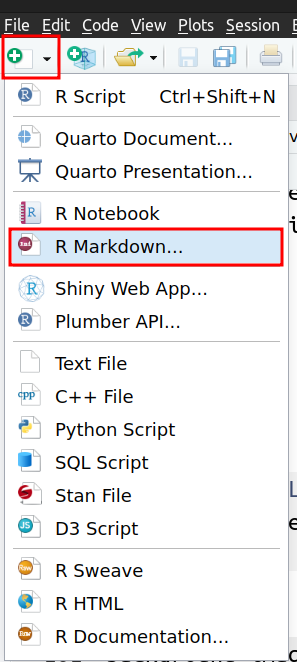 File Edit Code View Plots Session
R Script Ctrl+Shift+N
Quarto Document...
Quarto Presentation...
R Notebook
R Markdown...
Shiny Web App...
Plumber API...
Text File
C++ File
Python Script
SQL Script
Stan File
D3 Script
R Sweave
R HTML
R Documentation...